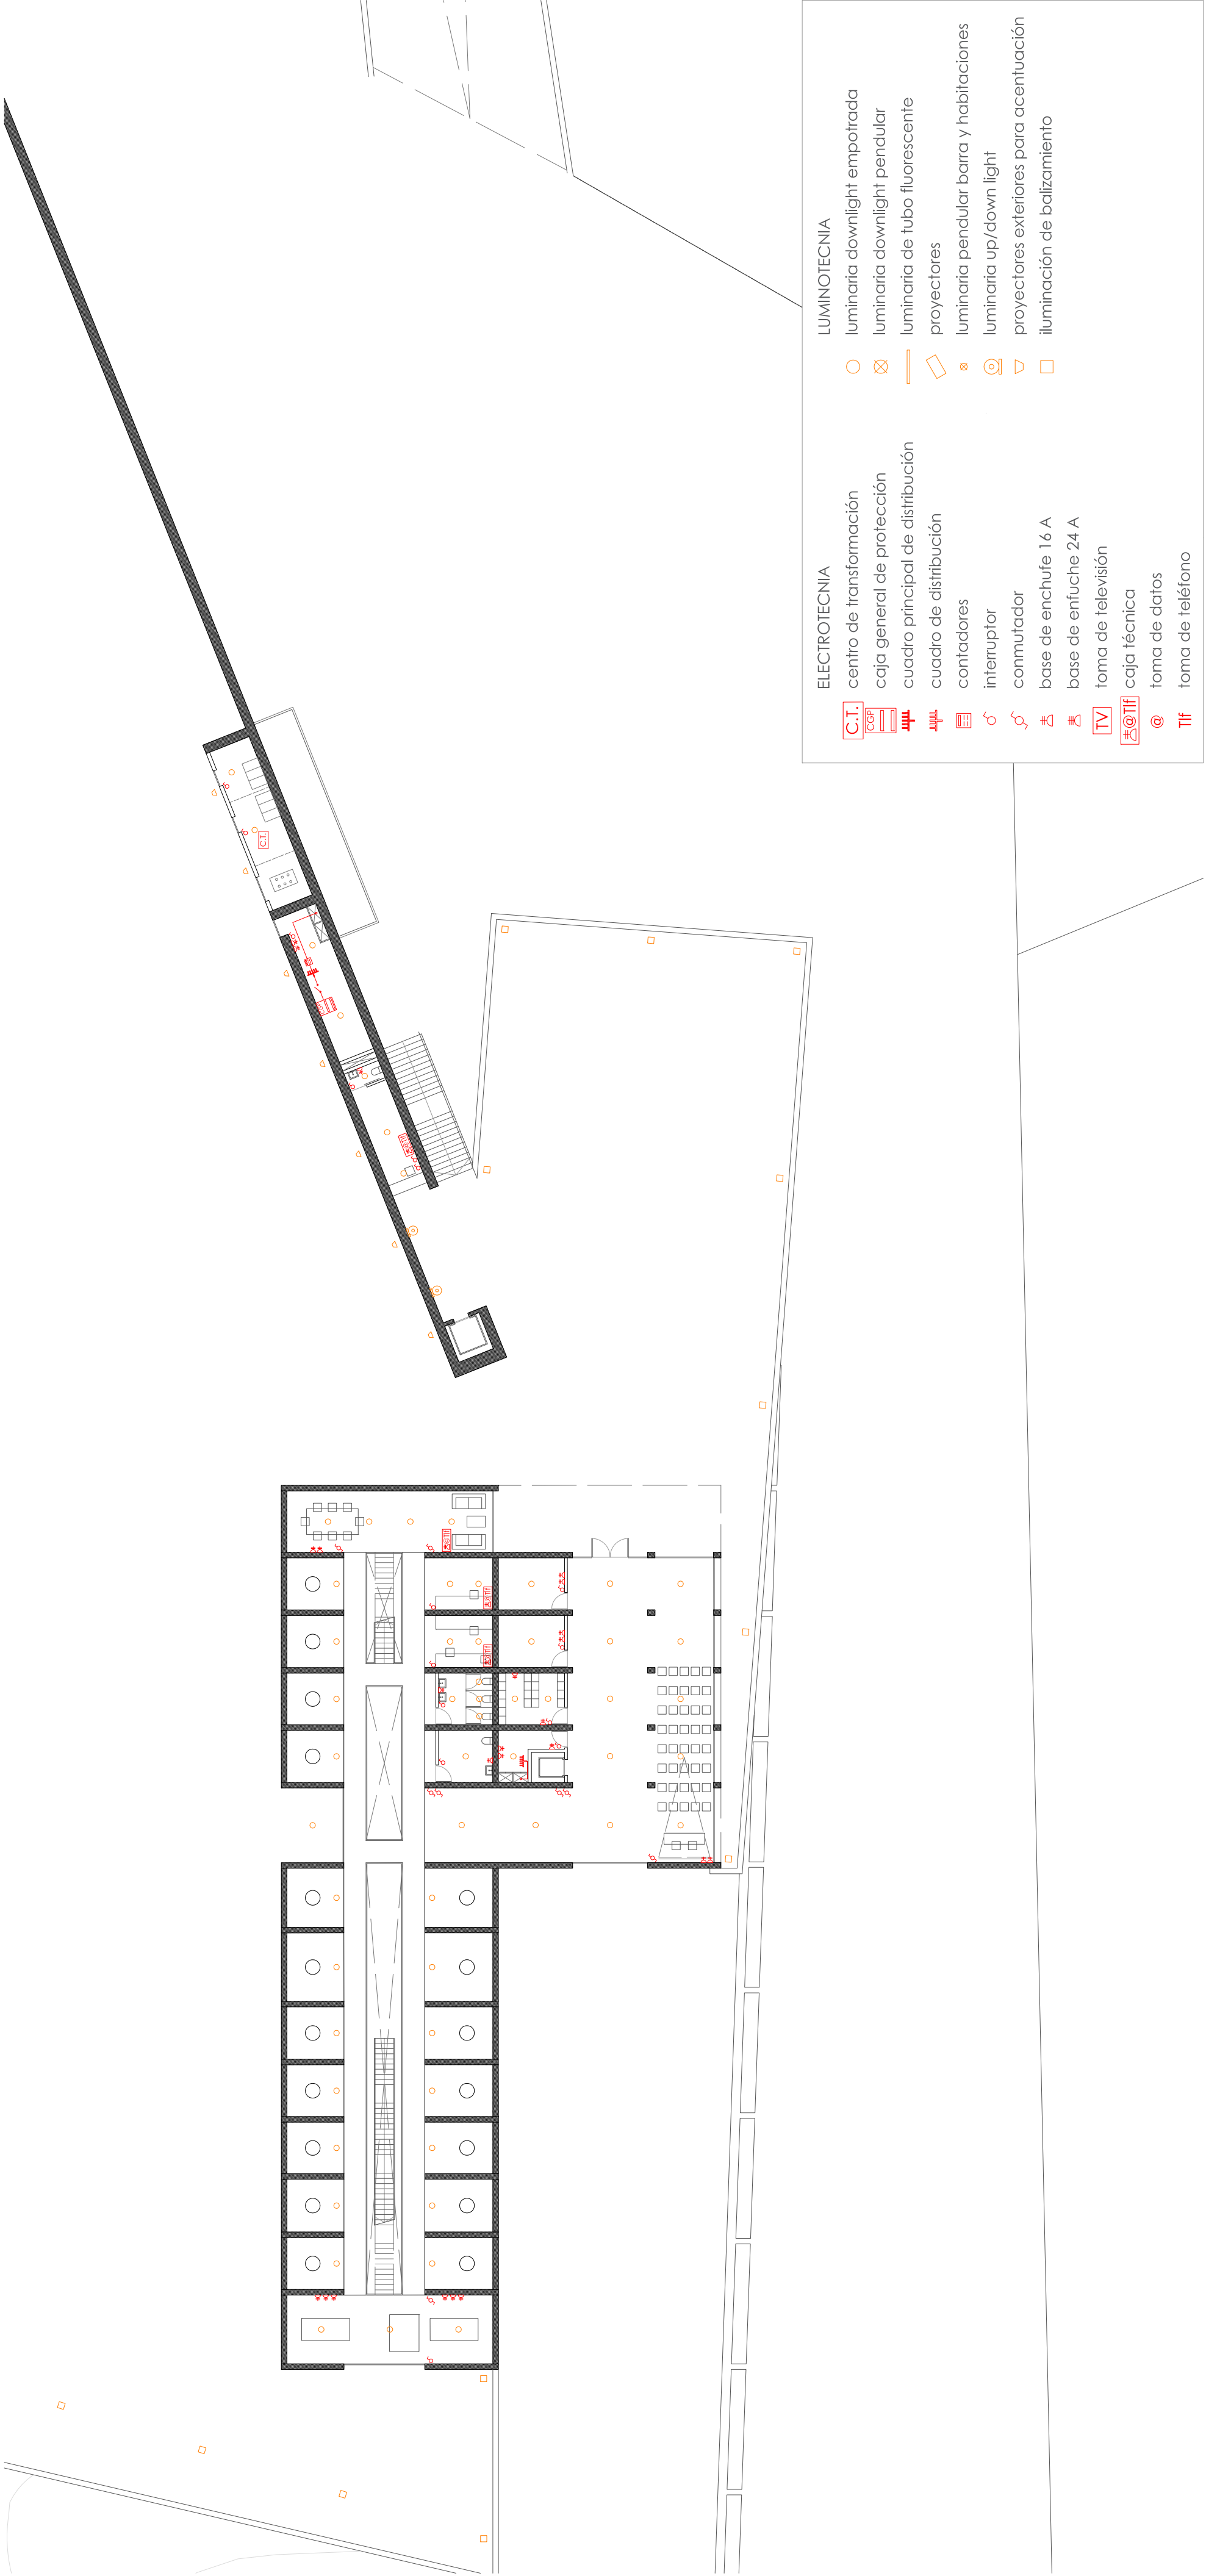 ELECTROTECNIA
C.T. centro de transformación
CGP caja general de protección
cuadro principal de distribución
cuadro de distribución
contadores
interruptor
conmutador
base de enchufe 16 A
base de enfuche 24 A
TV toma de televisión
@Tlf caja técnica
@ toma de datos
Tlf toma de teléfono
LUMINOTECNIA
luminaria downlight empotrada
luminaria downlight pendular
luminaria de tubo fluorescente
proyectores
luminaria pendular barra y habitaciones
luminaria up/down light
proyectores exteriores para acentuación
iluminación de balizamiento
C.T.
@Tlf
@Tlf
@Tlf